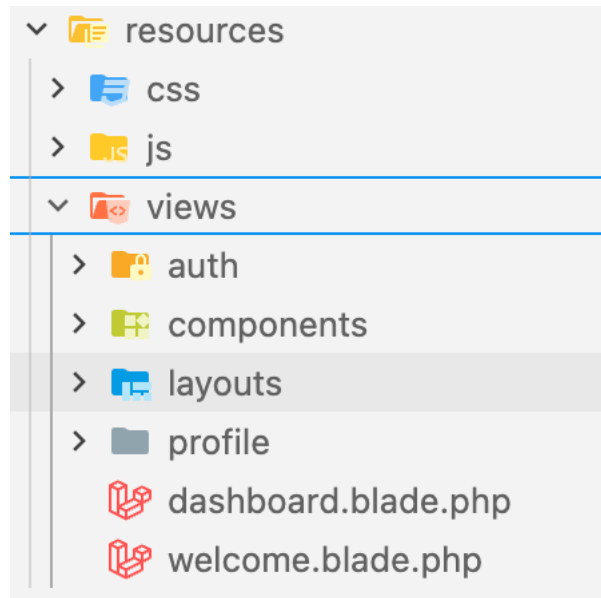 resources
css
js
views
auth
components
layouts
profile
dashboard.blade.php
welcome.blade.php